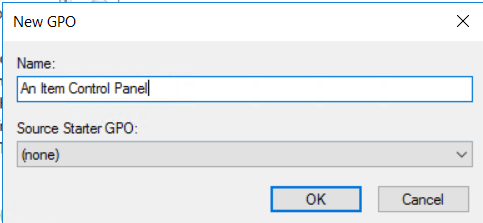 New GPO
Name:
An Item Control Panel
Source Starter GPO:
(none)
OK Cancel